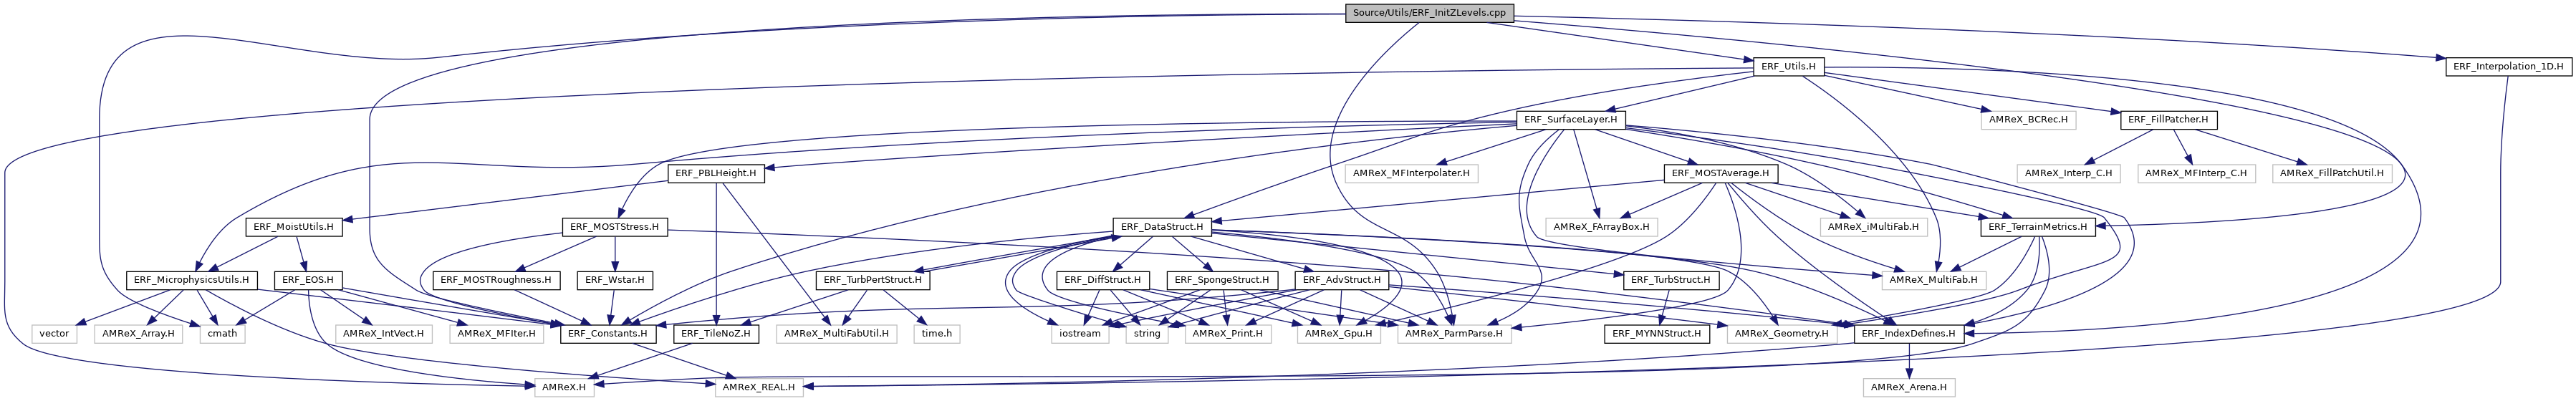 Source/Utils/ERF_InitZLevels.cpp
ERF_Utils.H
ERF_Interpolation_1D.H
ERF_SurfaceLayer.H
AMReX_BCRec.H
ERF_FillPatcher.H
ERF_PBLHeight.H
AMReX_MFInterpolater.H
ERF_MOSTAverage.H
AMReX_Interp_C.H
AMReX_MFInterp_C.H
AMReX_FillPatchUtil.H
ERF_MoistUtils.H
ERF_MOSTStress.H
ERF_DataStruct.H
AMReX_FArrayBox.H
AMReX_iMultiFab.H
ERF_TerrainMetrics.H
ERF_MicrophysicsUtils.H
ERF_EOS.H
ERF_MOSTRoughness.H
ERF_Wstar.H
ERF_TurbPertStruct.H
ERF_DiffStruct.H
ERF_SpongeStruct.H
ERF_AdvStruct.H
ERF_TurbStruct.H
AMReX_MultiFab.H
vector
AMReX_Array.H
cmath
AMReX_IntVect.H
AMReX_MFIter.H
ERF_Constants.H
ERF_TileNoZ.H
AMReX_MultiFabUtil.H
time.h
iostream
string
AMReX_Print.H
AMReX_Gpu.H
AMReX_ParmParse.H
ERF_MYNNStruct.H
AMReX_Geometry.H
ERF_IndexDefines.H
AMReX.H
AMReX_REAL.H
AMReX_Arena.H